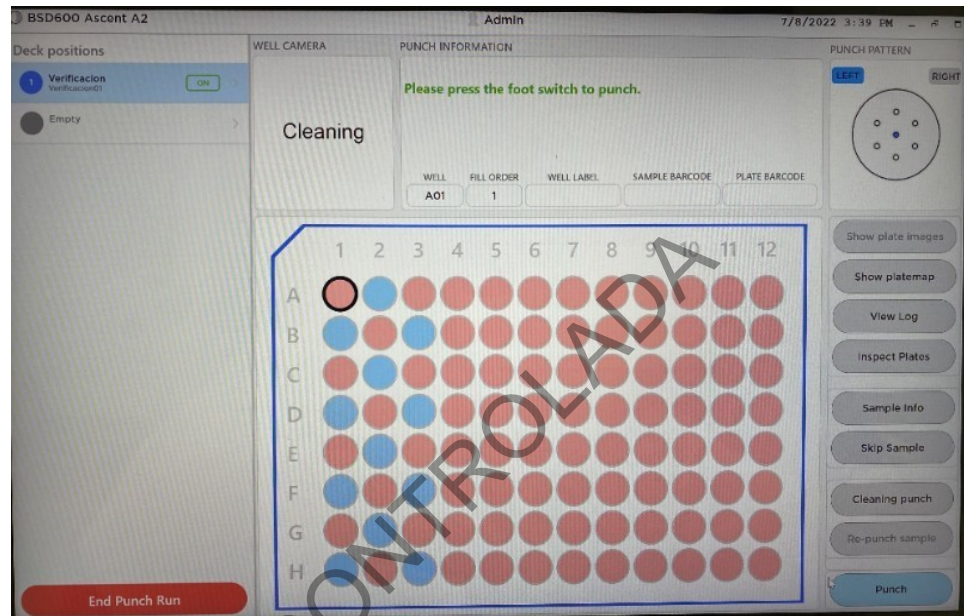 BSD600 Ascent A2
Admin
7/8/2022 3:39 PM
Deck positions
1
Verificacion
Verificacion01
ON
Empty
WELL CAMERA
Cleaning
PUNCH INFORMATION
Please press the foot switch to punch.
WELL FILL ORDER WELL LABEL SAMPLE BARCODE PLATE BARCODE
A01 1
PUNCH PATTERN
LEFT RIGHT
1 2 3 4 5 6 7 8 9 10 11 12
A
B
C
D
E
F
G
H
Show plate images
Show platemap
View Log
Inspect Plates
Sample Info
Skip Sample
Cleaning punch
Re-punch sample
Punch
End Punch Run
ONTROLADA